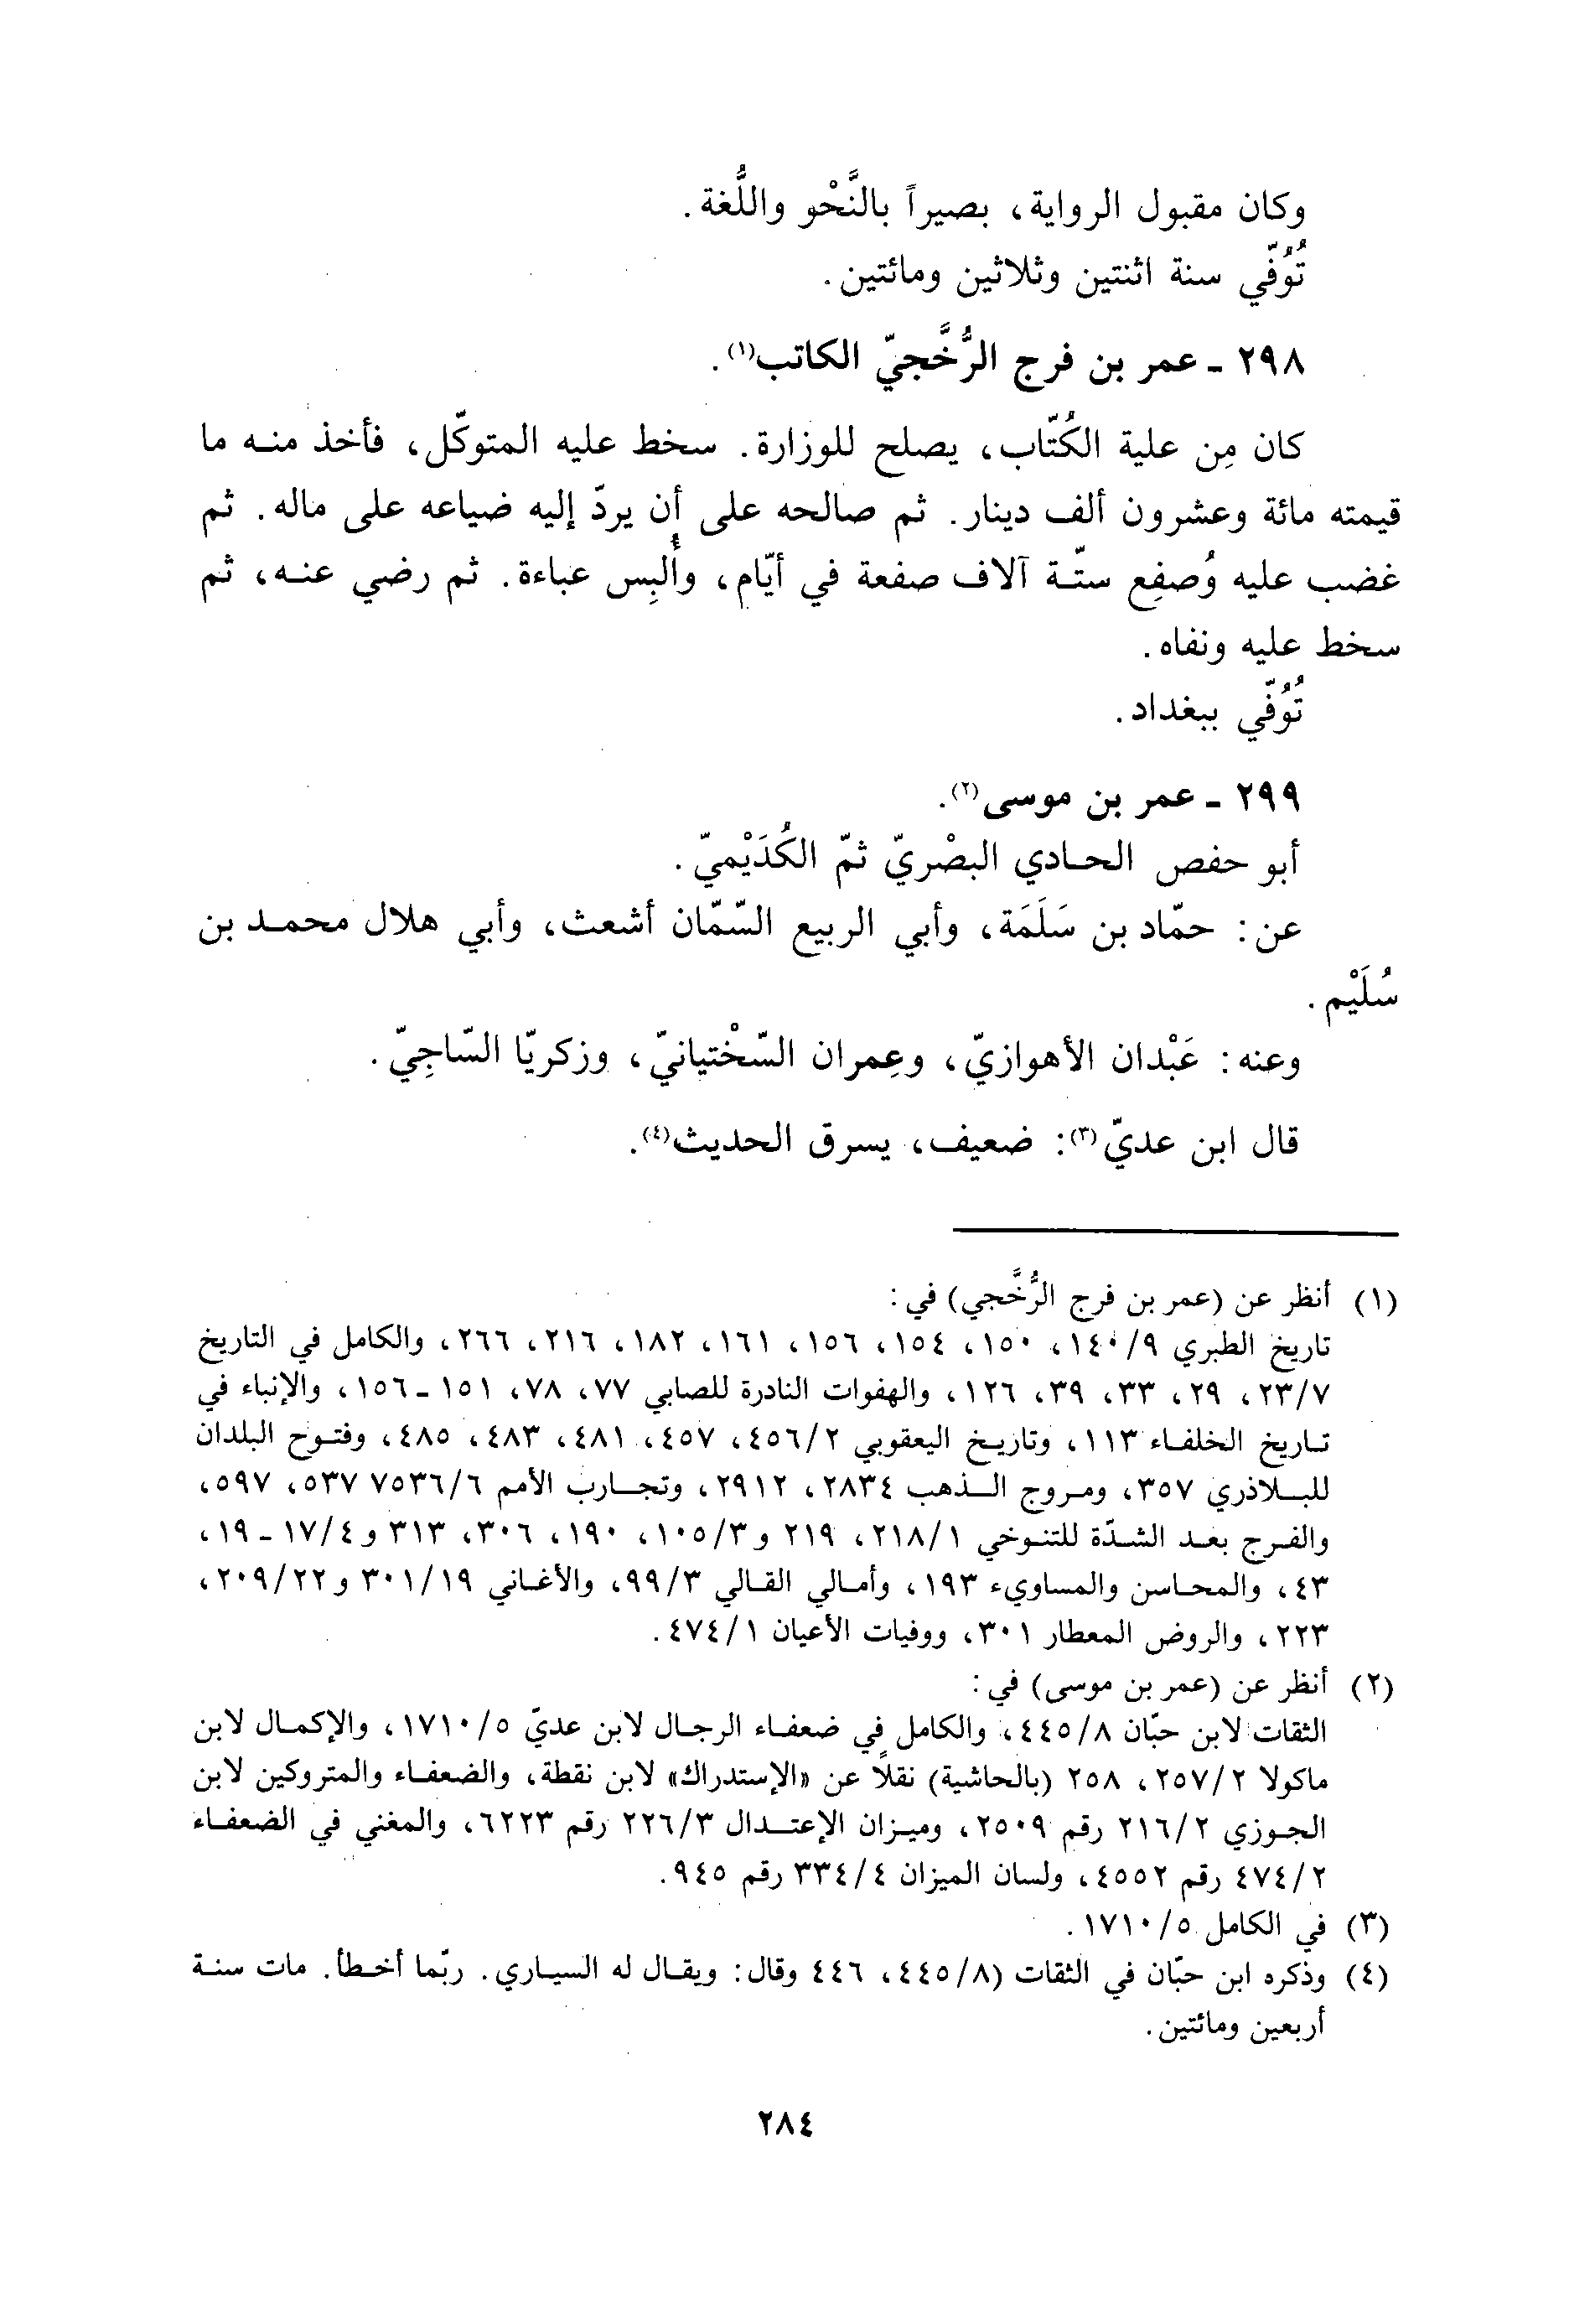 وكان مقبول الرواية، بصيراً بالنَّحْو واللُّغة.
تُوُفّي سنة اثنتين وثلاثين ومائتين.
٢٩٨ - عمر بن فرج الرُّخَّجيّ الكاتب(١).
كان مِن علية الكُتّاب، يصلح للوزارة. سخط عليه المتوكّل، فأخذ منه ما
قيمته مائة وعشرون ألف دينار. ثم صالحه على أن يردّ إليه ضياعه على ماله. ثم
غضب عليه وُصفِع ستّة آلاف صفعة في أيّام، وأُلبِس عباءة. ثم رضي عنه، ثم
سخط عليه ونفاه.
تُوُفّي ببغداد.
٢٩٩ - عمر بن موسى(٢).
أبو حفص الحادي البصْريّ ثمّ الكُدَيْميّ.
عن: حمّاد بن سَلَمَة، وأبي الربيع السّمّان أشعث، وأبي هلال محمد بن
سُلَيْم.
وعنه: عَبْدان الأهوازيّ، وعِمران السّخْتيانيّ، وزكريّا السّاجِيّ.
قال ابن عديّ(٣): ضعيف، يسرق الحديث(٤).
(١) أنظر عن (عمر بن فرج الرُّخَّجي) في:
تاريخ الطبري ٩/١٤٠، ١٥٠، ١٥٤، ١٥٦، ١٦١، ١٨٢، ٢١٦، ٢٦٦، والكامل في التاريخ
٧/٢٣، ٢٩، ٣٣، ٣٩، ١٢٦، والهفوات النادرة للصابي ٧٧، ٧٨، ١٥١ - ١٥٦، والإنباء في
تاريخ الخلفاء ١١٣، وتاريخ اليعقوبي ٢/٤٥٦، ٤٥٧، ٤٨١، ٤٨٣، ٤٨٥، وفتوح البلدان
للبلاذري ٣٥٧، ومروج الذهب ٢٨٣٤، ٢٩١٢، وتجارب الأمم ٦/٧٥٣٦ ٥٣٧، ٥٩٧،
والفرج بعد الشدّة للتنوخي ١/٢١٨، ٢١٩ و٣/١٠٥، ١٩٠، ٣٠٦، ٣١٣ و٤/١٧ - ١٩،
٤٣، والمحاسن والمساويء ١٩٣، وأمالي القالي ٣/٩٩، والأغاني ١٩/٣٠١ و٢٢/٢٠٩،
٢٢٣، والروض المعطار ٣٠١، ووفيات الأعيان ١/٤٧٤.
(٢) أنظر عن (عمر بن موسى) في:
الثقات لابن حبّان ٨/٤٤٥، والكامل في ضعفاء الرجال لابن عديّ ٥/١٧١٠، والإكمال لابن
ماكولا ٢/٢٥٧، ٢٥٨ (بالحاشية) نقلًا عن «الإستدراك» لابن نقطة، والضعفاء والمتروكين لابن
الجوزي ٢/٢١٦ رقم ٢٥٠٩، وميزان الإعتدال ٣/٢٢٦ رقم ٦٢٢٣، والمغني في الضعفاء
٢/٤٧٤ رقم ٤٥٥٢، ولسان الميزان ٤/٣٣٤ رقم ٩٤٥.
(٣) في الكامل ٥/١٧١٠.
(٤) وذكره ابن حبّان في الثقات (٨/٤٤٥، ٤٤٦ وقال: ويقال له السياري. ربّما أخطأ. مات سنة
أربعين ومائتين.
٢٨٤